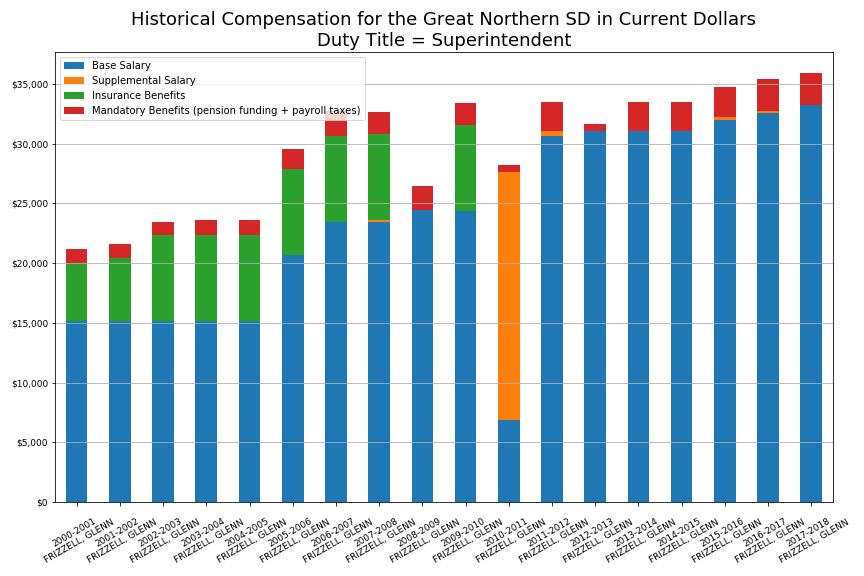 Historical Compensation for the Great Northern SD in Current Dollars
Duty Title = Superintendent
Base Salary
Supplemental Salary
Insurance Benefits
Mandatory Benefits (pension funding + payroll taxes)
$35,000
$30,000
$25,000
$20,000
$15,000
$10,000
$5,000
$0
2000-2001
FRIZZELL, GLENN
2001-2002
FRIZZELL, GLENN
2002-2003
FRIZZELL, GLENN
2003-2004
FRIZZELL, GLENN
2004-2005
FRIZZELL, GLENN
2005-2006
FRIZZELL, GLENN
2006-2007
FRIZZELL, GLENN
2007-2008
FRIZZELL, GLENN
2008-2009
FRIZZELL, GLENN
2009-2010
FRIZZELL, GLENN
2010-2011
FRIZZELL, GLENN
2011-2012
FRIZZELL, GLENN
2012-2013
FRIZZELL, GLENN
2013-2014
FRIZZELL, GLENN
2014-2015
FRIZZELL, GLENN
2015-2016
FRIZZELL, GLENN
2016-2017
FRIZZELL, GLENN
2017-2018
FRIZZELL, GLENN